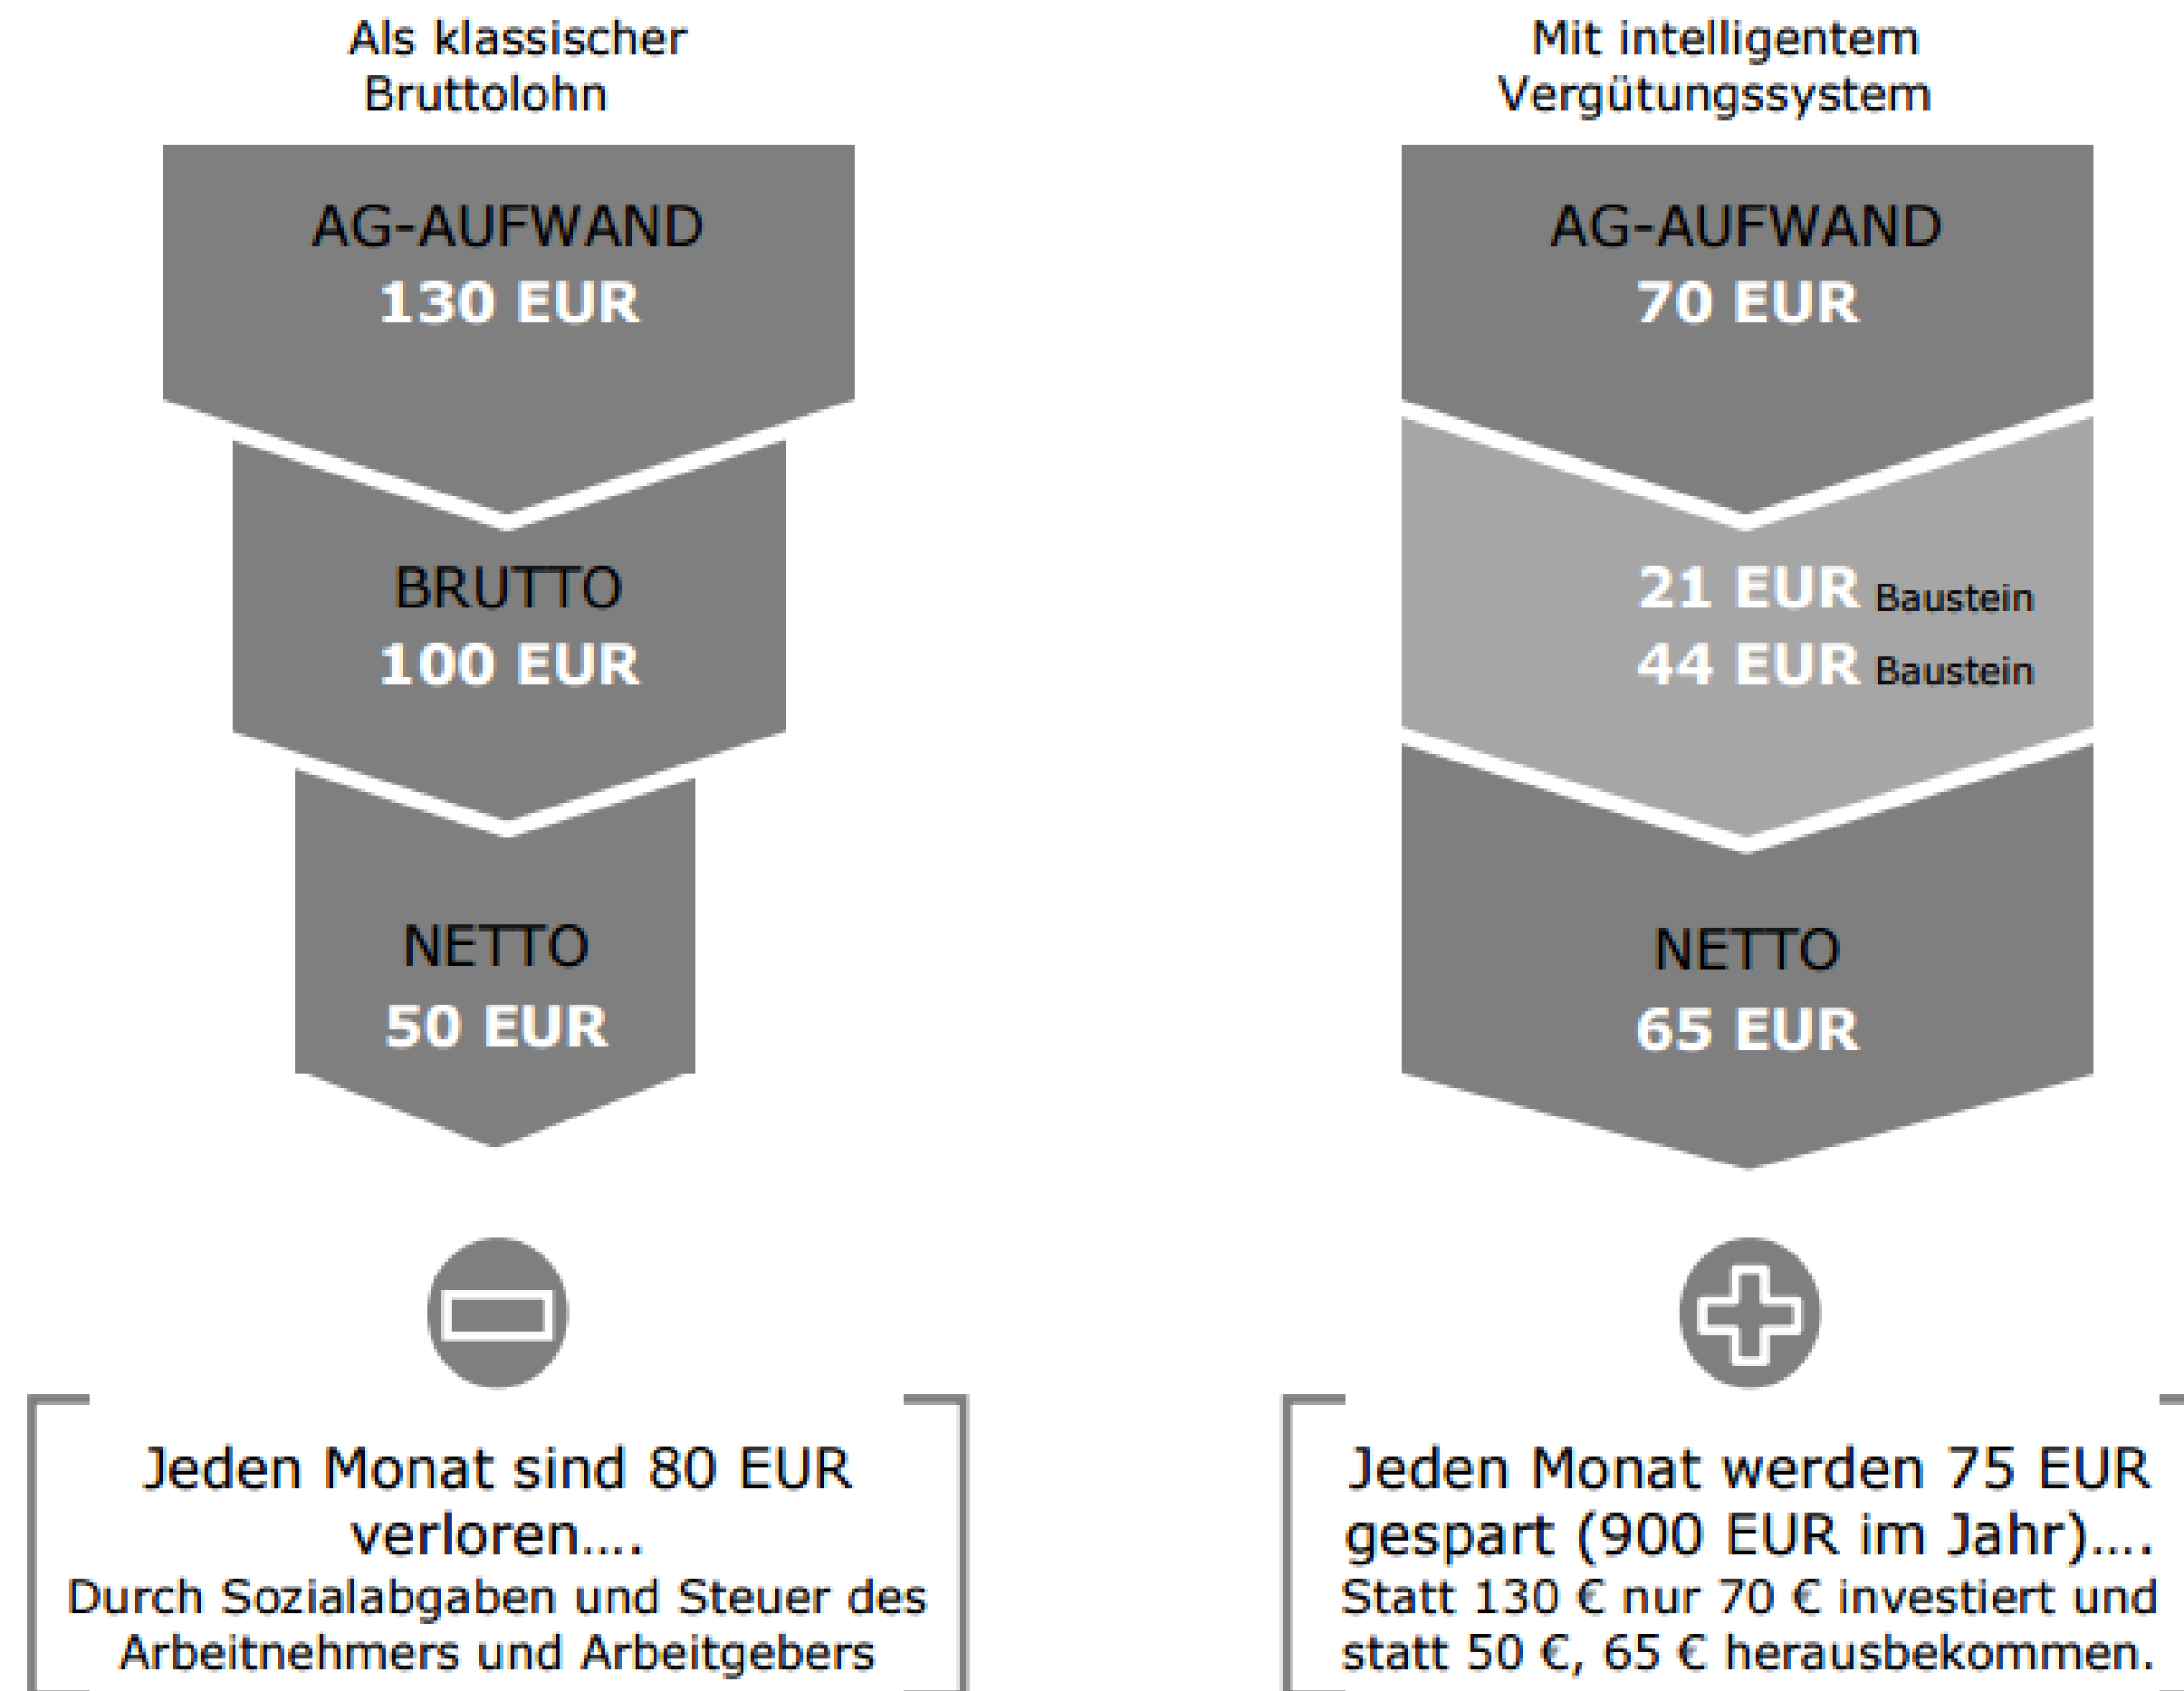 Als klassischer
Bruttolohn
AG-AUFWAND
130 EUR
BRUTTO
100 EUR
NETTO
50 EUR
Jeden Monat sind 80 EUR
verloren....
Durch Sozialabgaben und Steuer des
Arbeitnehmers und Arbeitgebers
Mit intelligentem
Vergütungssystem
AG-AUFWAND
70 EUR
21 EUR Baustein
44 EUR Baustein
NETTO
65 EUR
Jeden Monat werden 75 EUR
gespart (900 EUR im Jahr)....
Statt 130 € nur 70 € investiert und
statt 50 €, 65 € herausbekommen.